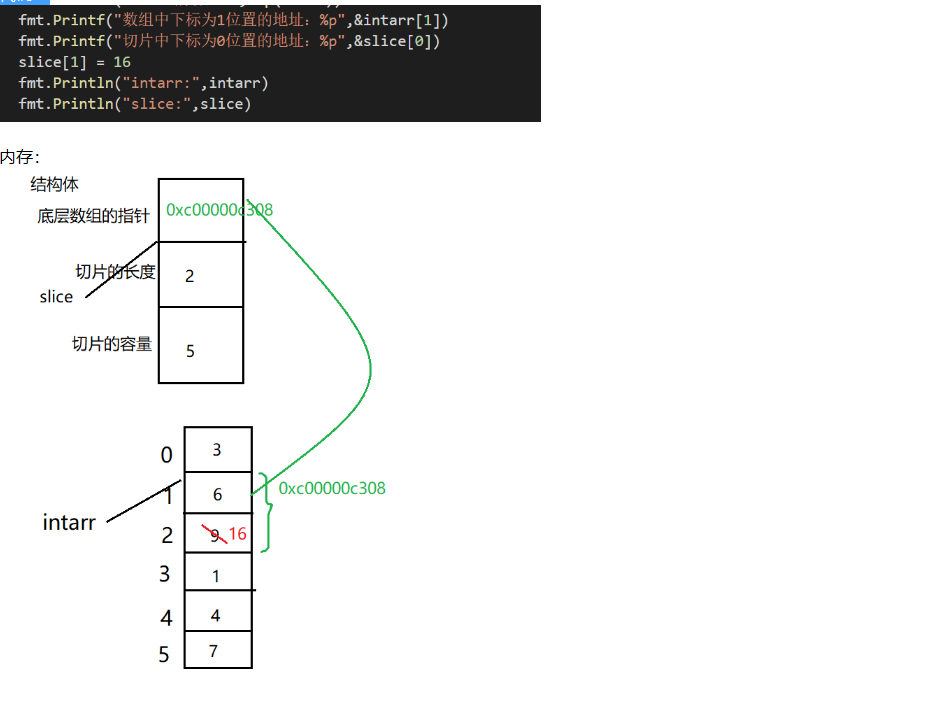 fmt.Printf("数组中下标为1位置的地址：%p",&intarr[1])
fmt.Printf("切片中下标为0位置的地址：%p",&slice[0])
slice[1] = 16
fmt.Println("intarr:",intarr)
fmt.Println("slice:",slice)
内存：
结构体
底层数组的指针 0xc00000c308
切片的长度 2
slice
切片的容量 5
0 3
1 6 0xc00000c308
intarr
2 9 16
3 1
4 4
5 7